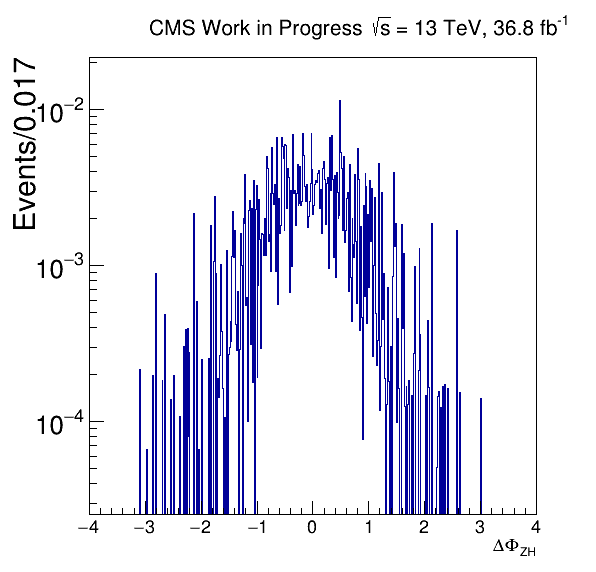 CMS Work in Progress √s = 13 TeV, 36.8 fb⁻¹
Events/0.017
10⁻²
10⁻³
10⁻⁴
−4 −3 −2 −1 0 1 2 3 4
ΔΦ_ZH